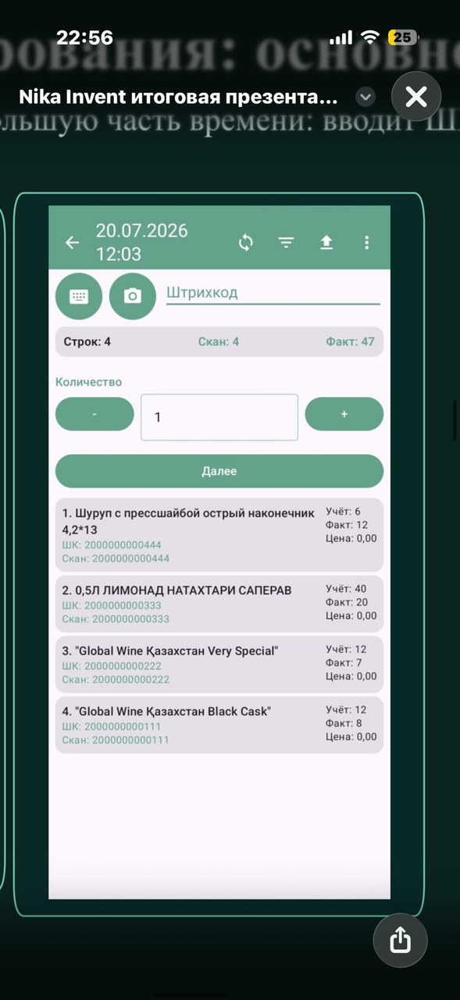 22:56
25
рования: основн
Nika Invent итоговая презента...
льшую часть времени: вводит Ш
20.07.2026
12:03
Штрихкод
Строк: 4 Скан: 4 Факт: 47
Количество
- 1 +
Далее
1. Шуруп с прессшайбой острый наконечник
4,2*13
ШК: 2000000000444
Скан: 2000000000444
Учёт: 6
Факт: 12
Цена: 0,00
2. 0,5Л ЛИМОНАД НАТАХТАРИ САПЕРАВ
ШК: 2000000000333
Скан: 2000000000333
Учёт: 40
Факт: 20
Цена: 0,00
3. "Global Wine Қазахстан Very Special"
ШК: 2000000000222
Скан: 2000000000222
Учёт: 12
Факт: 7
Цена: 0,00
4. "Global Wine Қазахстан Black Cask"
ШК: 2000000000111
Скан: 2000000000111
Учёт: 12
Факт: 8
Цена: 0,00